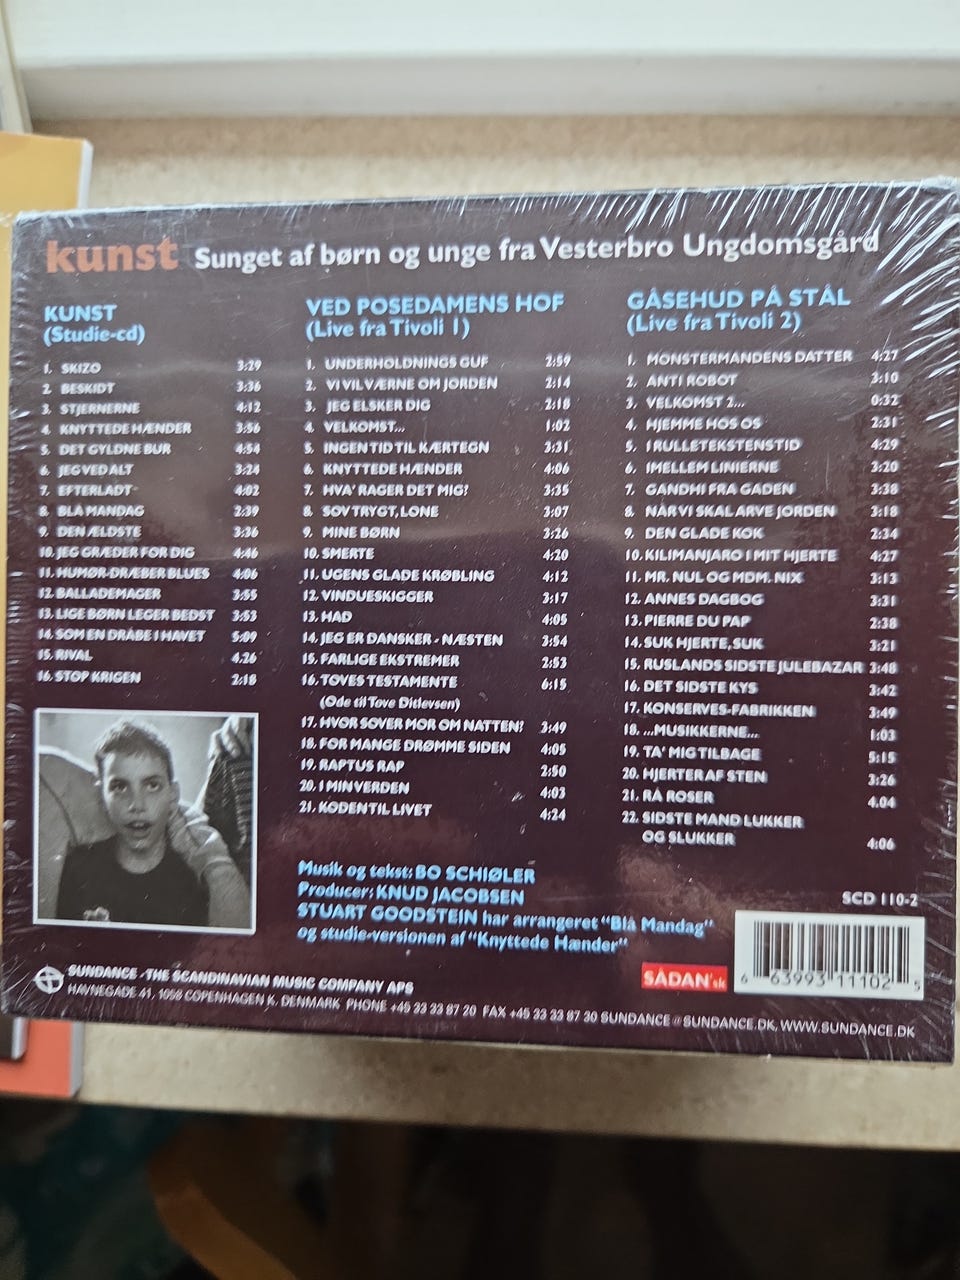 kunst Sunget af børn og unge fra Vesterbro Ungdomsgård
KUNST
(Studie-cd)
1. SKIZO 3:29
2. BESKIDT 3:36
3. STJERNERNE 4:12
4. KNYTTEDE HÆNDER 3:56
5. DET GYLDNE BUR 4:54
6. JEG VED ALT 3:24
7. EFTERLADT 4:02
8. BLÅ MANDAG 2:39
9. DEN ÆLDSTE 3:36
10. JEG GRÆDER FOR DIG 4:46
11. HUMØR-DRÆBER BLUES 4:06
12. BALLADEMAGER 3:55
13. LIGE BØRN LEGER BEDST 3:53
14. SOM EN DRÅBE I HAVET 5:09
15. RIVAL 4.26
16. STOP KRIGEN 2:18
VED POSEDAMENS HOF
(Live fra Tivoli 1)
1. UNDERHOLDNINGS GUF 2:59
2. VI VIL VÆRNE OM JORDEN 2:14
3. JEG ELSKER DIG 2:18
4. VELKOMST... 1:02
5. INGEN TID TIL KÆRTEGN 3:31
6. KNYTTEDE HÆNDER 4:06
7. HVA' RAGER DET MIG? 3:35
8. SOV TRYGT, LONE 3:07
9. MINE BØRN 3:26
10. SMERTE 4:20
11. UGENS GLADE KRØBLING 4:12
12. VINDUESKIGGER 3:17
13. HAD 4:05
14. JEG ER DANSKER - NÆSTEN 3:54
15. FARLIGE EKSTREMER 2:53
16. TOVES TESTAMENTE 6:15
(Ode til Tove Ditlevsen)
17. HVOR SOVER MOR OM NATTEN? 3:49
18. FOR MANGE DRØMME SIDEN 4:05
19. RAPTUS RAP 2:50
20. I MIN VERDEN 4:03
21. KODEN TIL LIVET 4:24
GÅSEHUD PÅ STÅL
(Live fra Tivoli 2)
1. MONSTERMANDENS DATTER 4:27
2. ANTI ROBOT 3:10
3. VELKOMST 2... 0:32
4. HJEMME HOS OS 2:31
5. I RULLETEKSTENS TID 4:29
6. IMELLEM LINIERNE 3:20
7. GANDHI FRA GADEN 3:38
8. NÅR VI SKAL ARVE JORDEN 3:18
9. DEN GLADE KOK 2:34
10. KILIMANJARO I MIT HJERTE 4:27
11. MR. NUL OG MDM. NIX 3:13
12. ANNES DAGBOG 3:31
13. PIERRE DU PAP 2:38
14. SUK HJERTE, SUK 3:21
15. RUSLANDS SIDSTE JULEBAZAR 3:48
16. DET SIDSTE KYS 3:42
17. KONSERVES-FABRIKKEN 3:49
18. ...MUSIKKERNE... 1:03
19. TA' MIG TILBAGE 5:15
20. HJERTER AF STEN 3:26
21. RÅ ROSER 4.04
22. SIDSTE MAND LUKKER
OG SLUKKER 4:06
Musik og tekst: BO SCHIØLER
Producer: KNUD JACOBSEN
STUART GOODSTEIN har arrangeret "Blå Mandag"
og studie-versionen af "Knyttede Hænder"
SCD 110-2
SÅDAN'sk
6 63993 11102 5
SUNDANCE - THE SCANDINAVIAN MUSIC COMPANY APS
HAVNEGADE 41, 1058 COPENHAGEN K. DENMARK PHONE +45 33 33 87 20 FAX +45 33 33 87 30 SUNDANCE@SUNDANCE.DK, WWW.SUNDANCE.DK